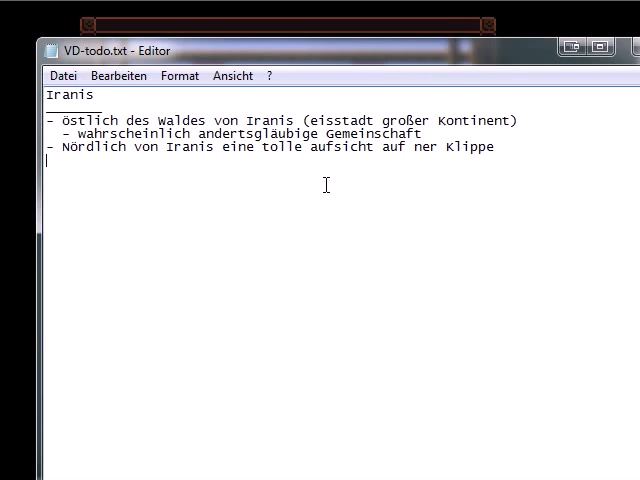 VD-todo.txt - Editor
Datei Bearbeiten Format Ansicht ?
Iranis
_______
- östlich des Waldes von Iranis (eisstadt großer Kontinent)
- wahrscheinlich andertsgläubige Gemeinschaft
- Nördlich von Iranis eine tolle aufsicht auf ner Klippe